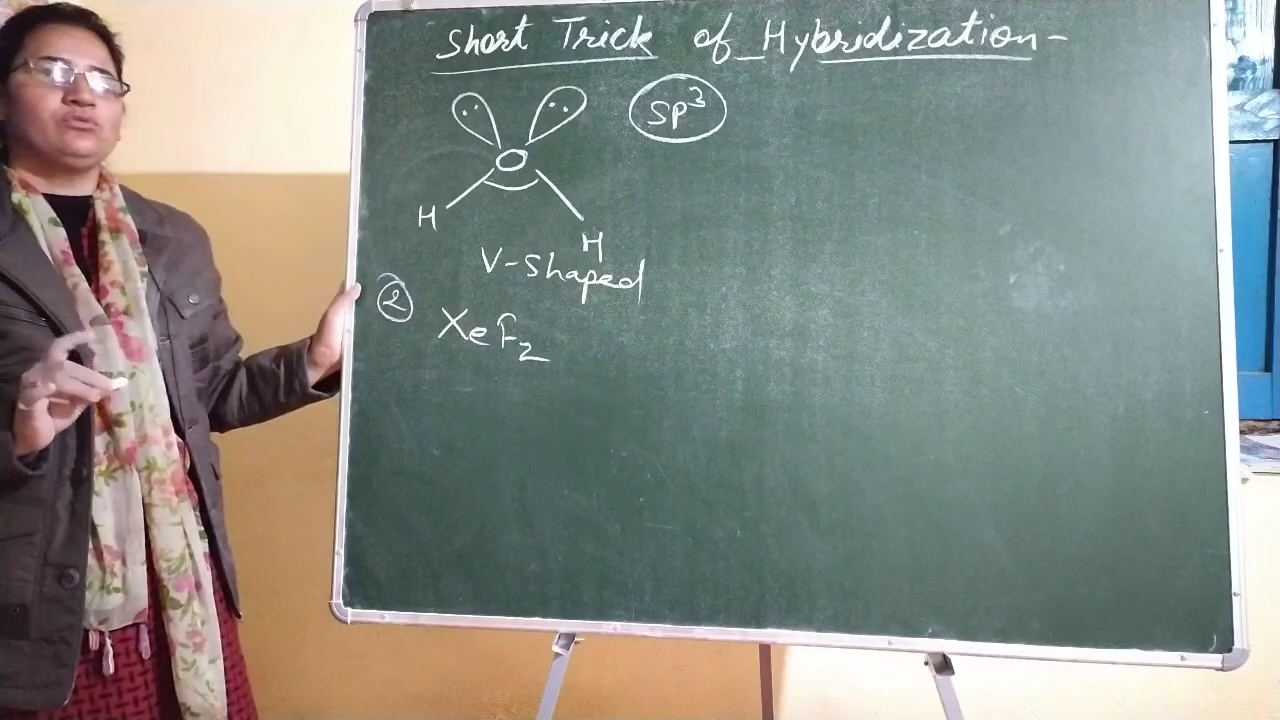 Short Trick of Hybridization-
sp³
O
H
H
V-Shaped
②
XeF₂